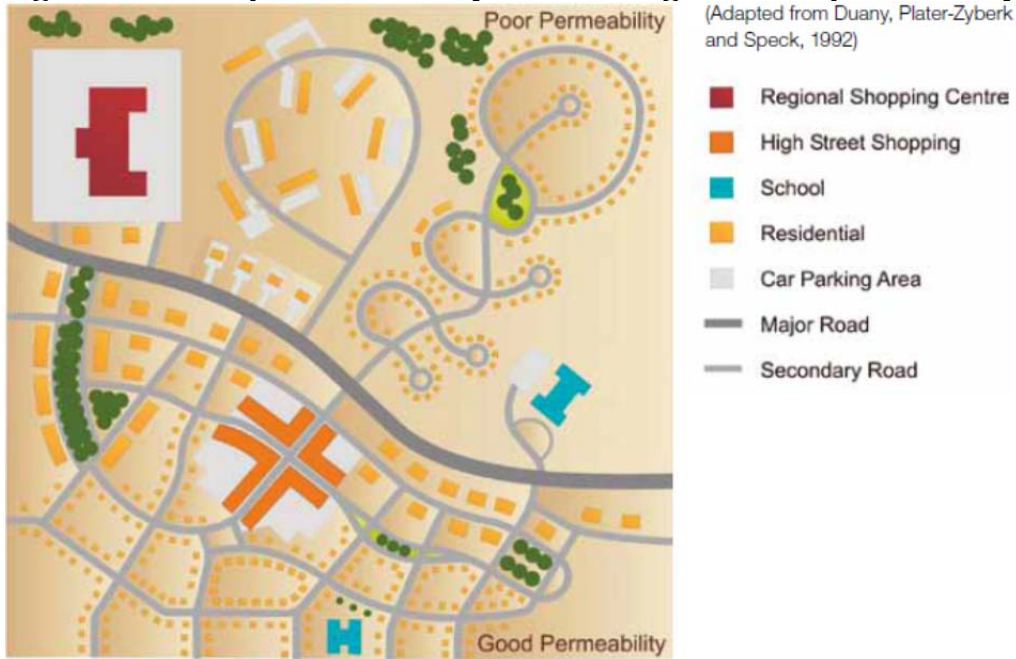 Poor Permeability
(Adapted from Duany, Plater-Zyberk
and Speck, 1992)
Regional Shopping Centre
High Street Shopping
School
Residential
Car Parking Area
Major Road
Secondary Road
Good Permeability